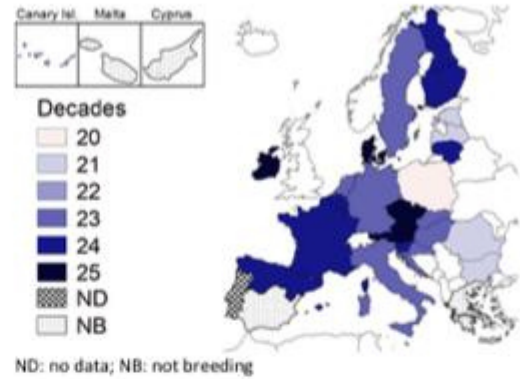 Canary Isl. Malta Cyprus
Decades
20
21
22
23
24
25
ND
NB
ND: no data; NB: not breeding